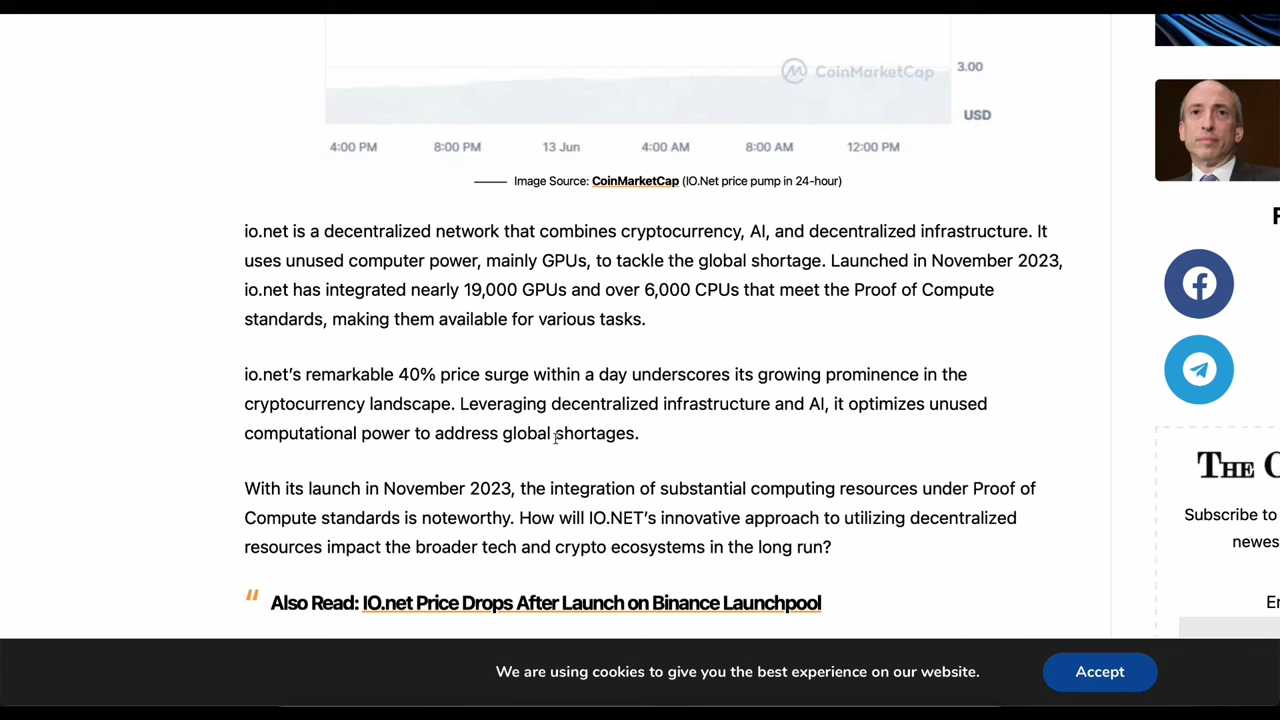 CoinMarketCap
3.00
USD
4:00 PM 8:00 PM 13 Jun 4:00 AM 8:00 AM 12:00 PM
Image Source: CoinMarketCap (IO.Net price pump in 24-hour)
io.net is a decentralized network that combines cryptocurrency, AI, and decentralized infrastructure. It
uses unused computer power, mainly GPUs, to tackle the global shortage. Launched in November 2023,
io.net has integrated nearly 19,000 GPUs and over 6,000 CPUs that meet the Proof of Compute
standards, making them available for various tasks.
io.net’s remarkable 40% price surge within a day underscores its growing prominence in the
cryptocurrency landscape. Leveraging decentralized infrastructure and AI, it optimizes unused
computational power to address global shortages.
With its launch in November 2023, the integration of substantial computing resources under Proof of
Compute standards is noteworthy. How will IO.NET’s innovative approach to utilizing decentralized
resources impact the broader tech and crypto ecosystems in the long run?
“ Also Read: IO.net Price Drops After Launch on Binance Launchpool
F
THE C
Subscribe to
newes
En
We are using cookies to give you the best experience on our website.
Accept